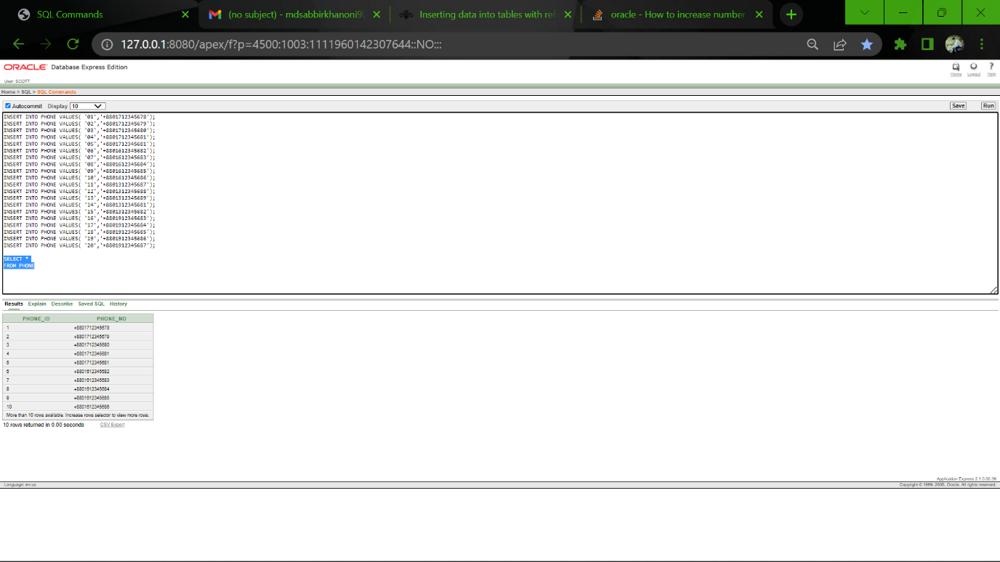 SQL Commands
(no subject) - mdsabbirkhanoni90
Inserting data into tables with ref
oracle - How to increase number
127.0.0.1:8080/apex/f?p=4500:1003:1111960142307644::NO:::
ORACLE Database Express Edition
Home Logout Help
User: SCOTT
Home > SQL > SQL Commands
Autocommit Display 10 Save Run
INSERT INTO PHONE VALUES( '01','+8801712345678');
INSERT INTO PHONE VALUES( '02','+8801712345679');
INSERT INTO PHONE VALUES( '03','+8801712345680');
INSERT INTO PHONE VALUES( '04','+8801712345681');
INSERT INTO PHONE VALUES( '05','+8801712345681');
INSERT INTO PHONE VALUES( '06','+8801612345682');
INSERT INTO PHONE VALUES( '07','+8801612345683');
INSERT INTO PHONE VALUES( '08','+8801612345684');
INSERT INTO PHONE VALUES( '09','+8801612345685');
INSERT INTO PHONE VALUES( '10','+8801612345686');
INSERT INTO PHONE VALUES( '11','+8801312345687');
INSERT INTO PHONE VALUES( '12','+8801312345688');
INSERT INTO PHONE VALUES( '13','+8801312345689');
INSERT INTO PHONE VALUES( '14','+8801312345681');
INSERT INTO PHONE VALUES( '15','+8801312345682');
INSERT INTO PHONE VALUES( '16','+8801912345683');
INSERT INTO PHONE VALUES( '17','+8801912345684');
INSERT INTO PHONE VALUES( '18','+8801912345685');
INSERT INTO PHONE VALUES( '19','+8801912345686');
INSERT INTO PHONE VALUES( '20','+8801912345687');
SELECT *
FROM PHONE
Results Explain Describe Saved SQL History
PHONE_ID PHONE_NO
1 +8801712345678
2 +8801712345679
3 +8801712345680
4 +8801712345681
5 +8801712345681
6 +8801612345682
7 +8801612345683
8 +8801612345684
9 +8801612345685
10 +8801612345686
More than 10 rows available. Increase rows selector to view more rows.
10 rows returned in 0.00 seconds CSV Export
Application Express 2.1.0.00.39
Language: en-us Copyright © 1999, 2006, Oracle. All rights reserved.